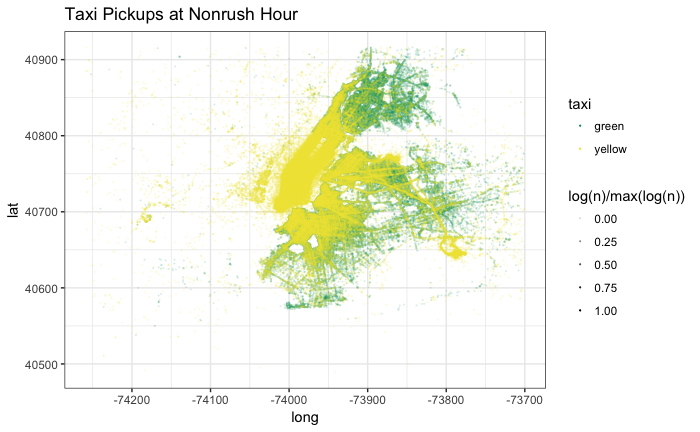 Taxi Pickups at Nonrush Hour
40900
40800
40700
40600
40500
lat
-74200 -74100 -74000 -73900 -73800 -73700
long
taxi
green
yellow
log(n)/max(log(n))
0.00
0.25
0.50
0.75
1.00